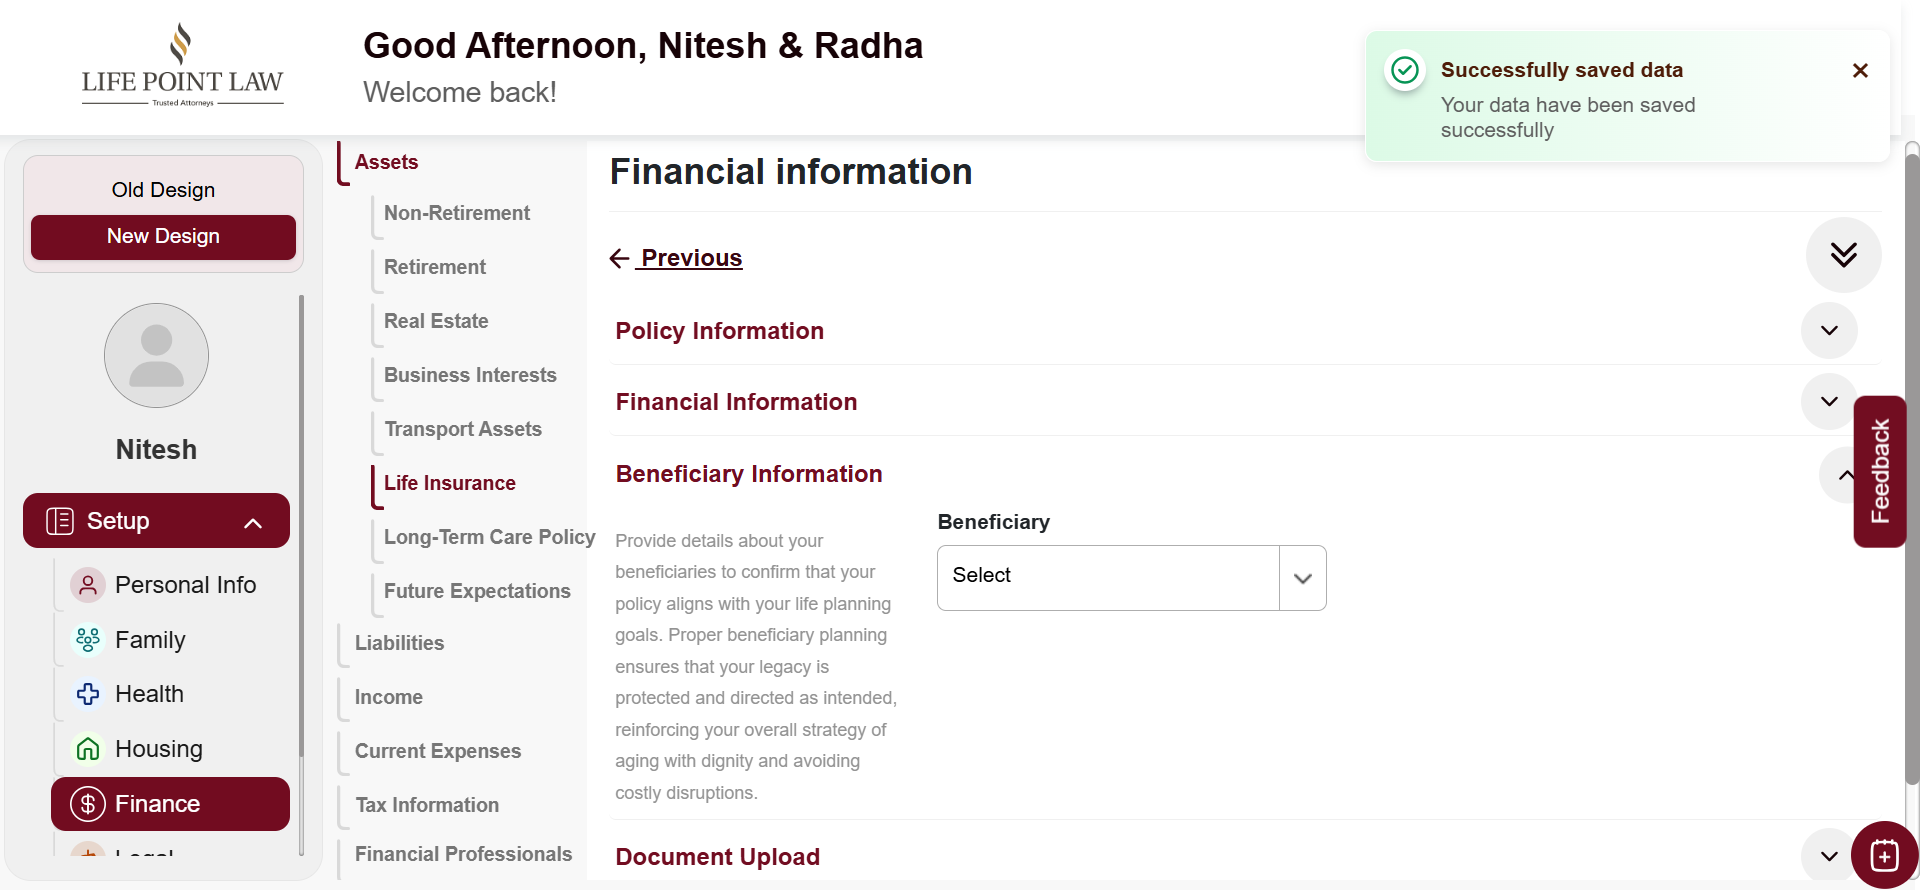 LIFE POINT LAW
Trusted Attorneys
Good Afternoon, Nitesh & Radha
Welcome back!
Successfully saved data
Your data have been saved
successfully
Old Design
New Design
Nitesh
Setup
Personal Info
Family
Health
Housing
Finance
Legal
Assets
Non-Retirement
Retirement
Real Estate
Business Interests
Transport Assets
Life Insurance
Long-Term Care Policy
Future Expectations
Liabilities
Income
Current Expenses
Tax Information
Financial Professionals
Financial information
Previous
Policy Information
Financial Information
Beneficiary Information
Provide details about your
beneficiaries to confirm that your
policy aligns with your life planning
goals. Proper beneficiary planning
ensures that your legacy is
protected and directed as intended,
reinforcing your overall strategy of
aging with dignity and avoiding
costly disruptions.
Beneficiary
Select
Document Upload
Feedback